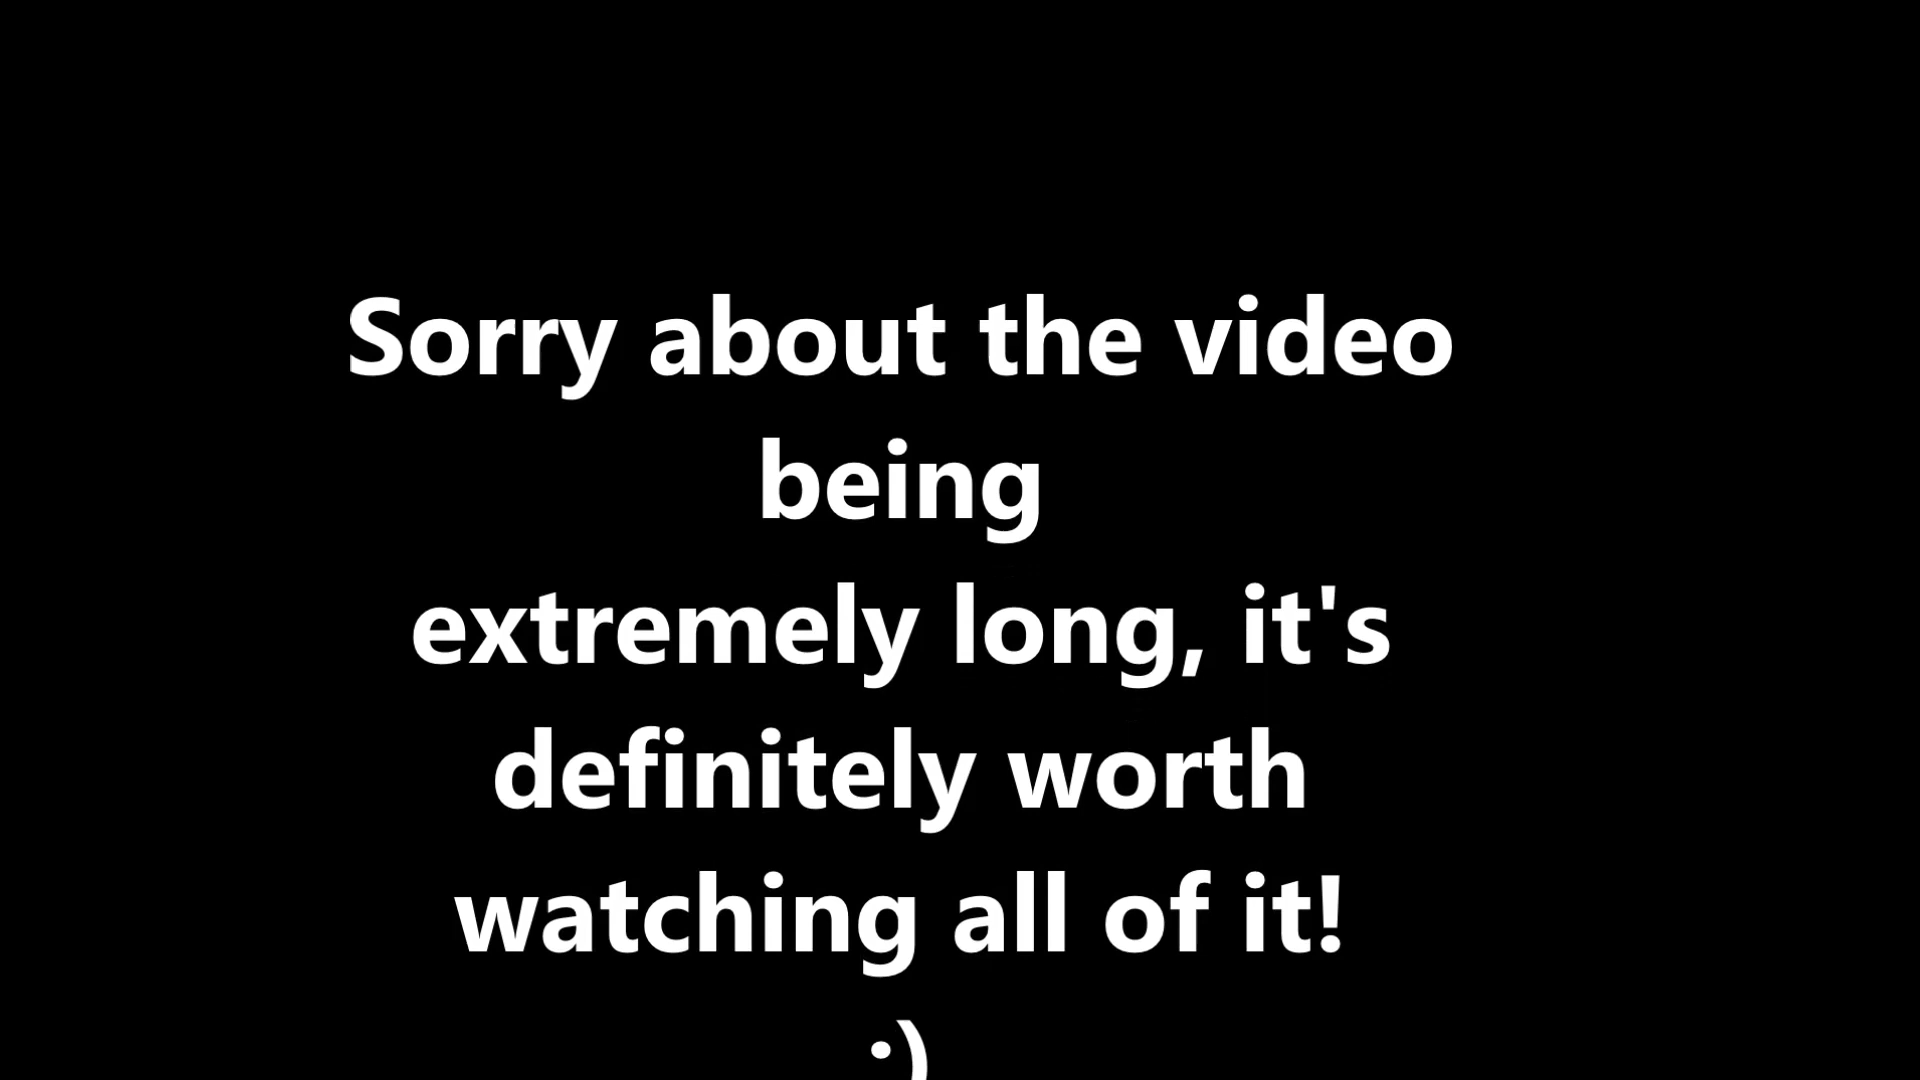 Sorry about the video
being
extremely long, it's
definitely worth
watching all of it!
:)